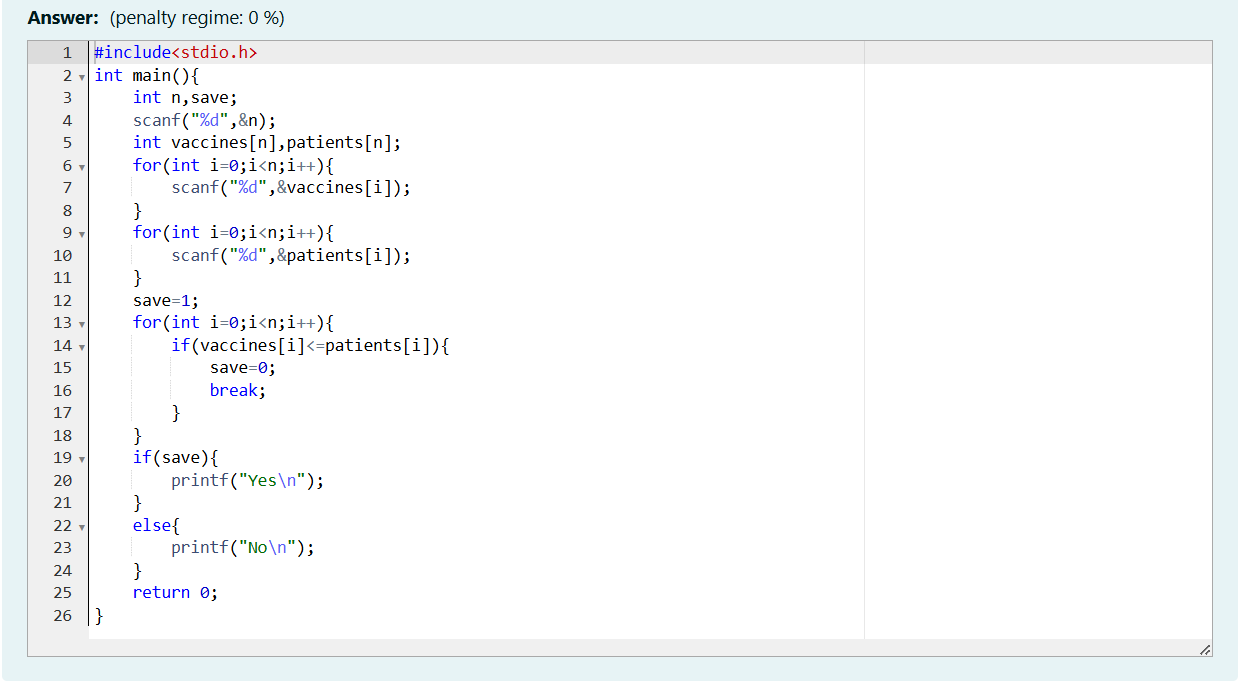 Answer: (penalty regime: 0 %)
1 #include<stdio.h>
2 int main(){
3     int n,save;
4     scanf("%d",&n);
5     int vaccines[n],patients[n];
6     for(int i=0;i<n;i++){
7         scanf("%d",&vaccines[i]);
8     }
9     for(int i=0;i<n;i++){
10         scanf("%d",&patients[i]);
11     }
12     save=1;
13     for(int i=0;i<n;i++){
14         if(vaccines[i]<=patients[i]){
15             save=0;
16             break;
17         }
18     }
19     if(save){
20         printf("Yes\n");
21     }
22     else{
23         printf("No\n");
24     }
25     return 0;
26 }